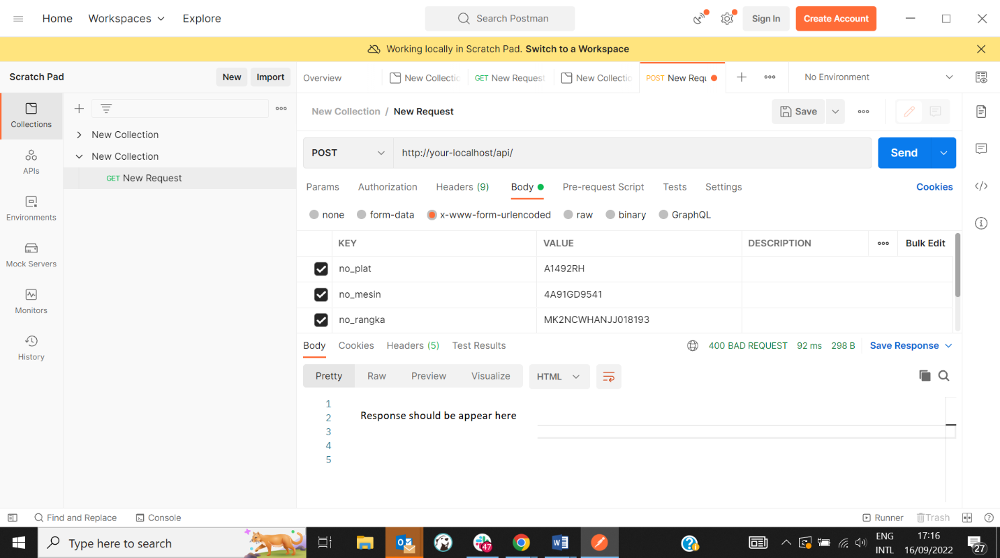 Home Workspaces Explore Search Postman Sign In Create Account
Working locally in Scratch Pad. Switch to a Workspace
Scratch Pad New Import Overview New Collectic GET New Request New Collectic POST New Requ No Environment
Collections
New Collection / New Request Save
New Collection
New Collection
GET New Request
APIs
Environments
Mock Servers
Monitors
History
POST http://your-localhost/api/ Send
Params Authorization Headers (9) Body Pre-request Script Tests Settings Cookies
none form-data x-www-form-urlencoded raw binary GraphQL
KEY VALUE DESCRIPTION Bulk Edit
no_plat A1492RH
no_mesin 4A91GD9541
no_rangka MK2NCWHANJJ018193
Body Cookies Headers (5) Test Results 400 BAD REQUEST 92 ms 298 B Save Response
Pretty Raw Preview Visualize HTML
1
2
3
4
5
Response should be appear here
Find and Replace Console Runner Trash
Type here to search
47
ENG
INTL
17:16
16/09/2022
27